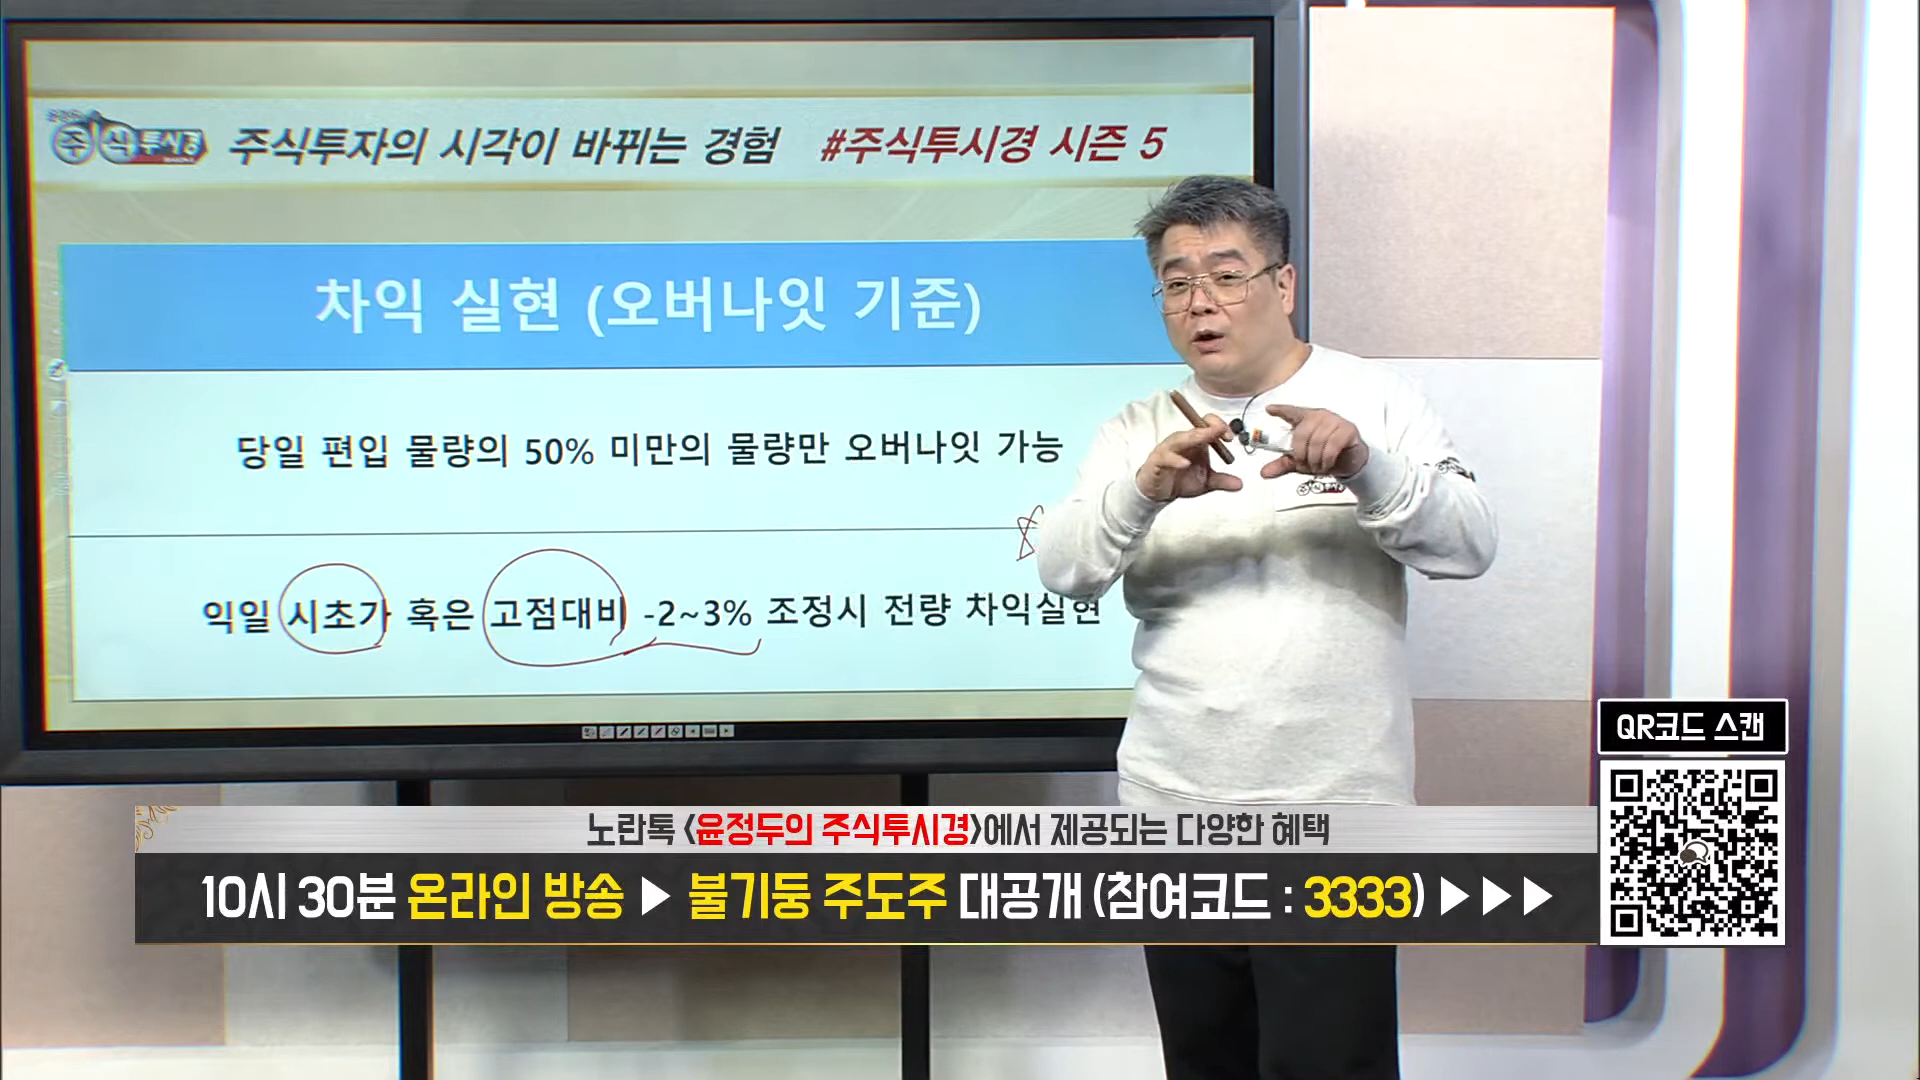 주식투시경
주식투자의 시각이 바뀌는 경험 #주식투시경 시즌 5
차익 실현 (오버나잇 기준)
당일 편입 물량의 50% 미만의 물량만 오버나잇 가능
익일 시초가 혹은 고점대비 -2~3% 조정시 전량 차익실현
QR코드 스캔
노란톡 <윤정두의 주식투시경>에서 제공되는 다양한 혜택
10시 30분 온라인 방송 ▶ 불기둥 주도주 대공개 (참여코드 : 3333) ▶▶▶